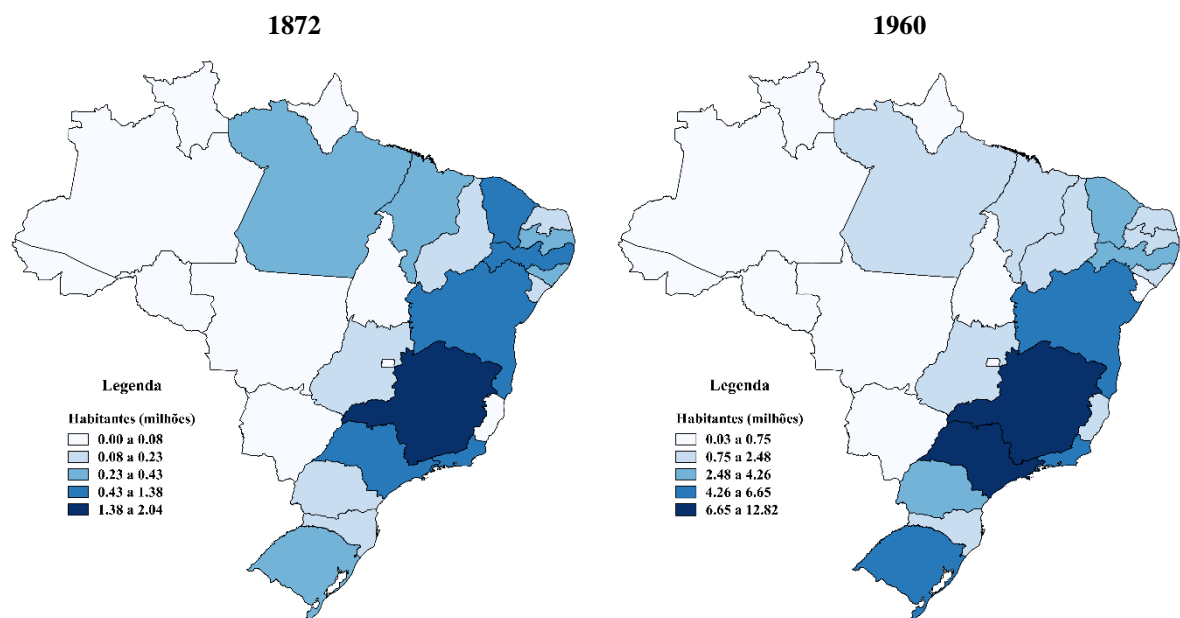 1872
Legenda
Habitantes (milhões)
0.00 a 0.08
0.08 a 0.23
0.23 a 0.43
0.43 a 1.38
1.38 a 2.04
1960
Legenda
Habitantes (milhões)
0.03 a 0.75
0.75 a 2.48
2.48 a 4.26
4.26 a 6.65
6.65 a 12.82